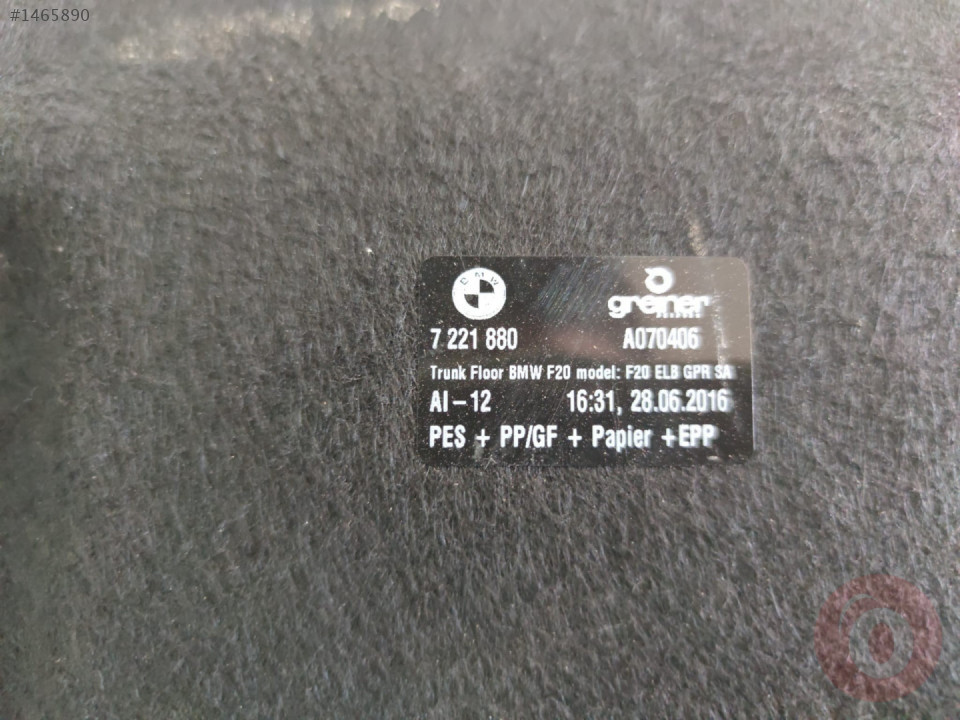 #1465890
BMW
greiner
7 221 880 A070406
Trunk Floor BMW F20 model: F20 ELB GPR SA
AI-12 16:31, 28.06.2016
PES + PP/GF + Papier +EPP